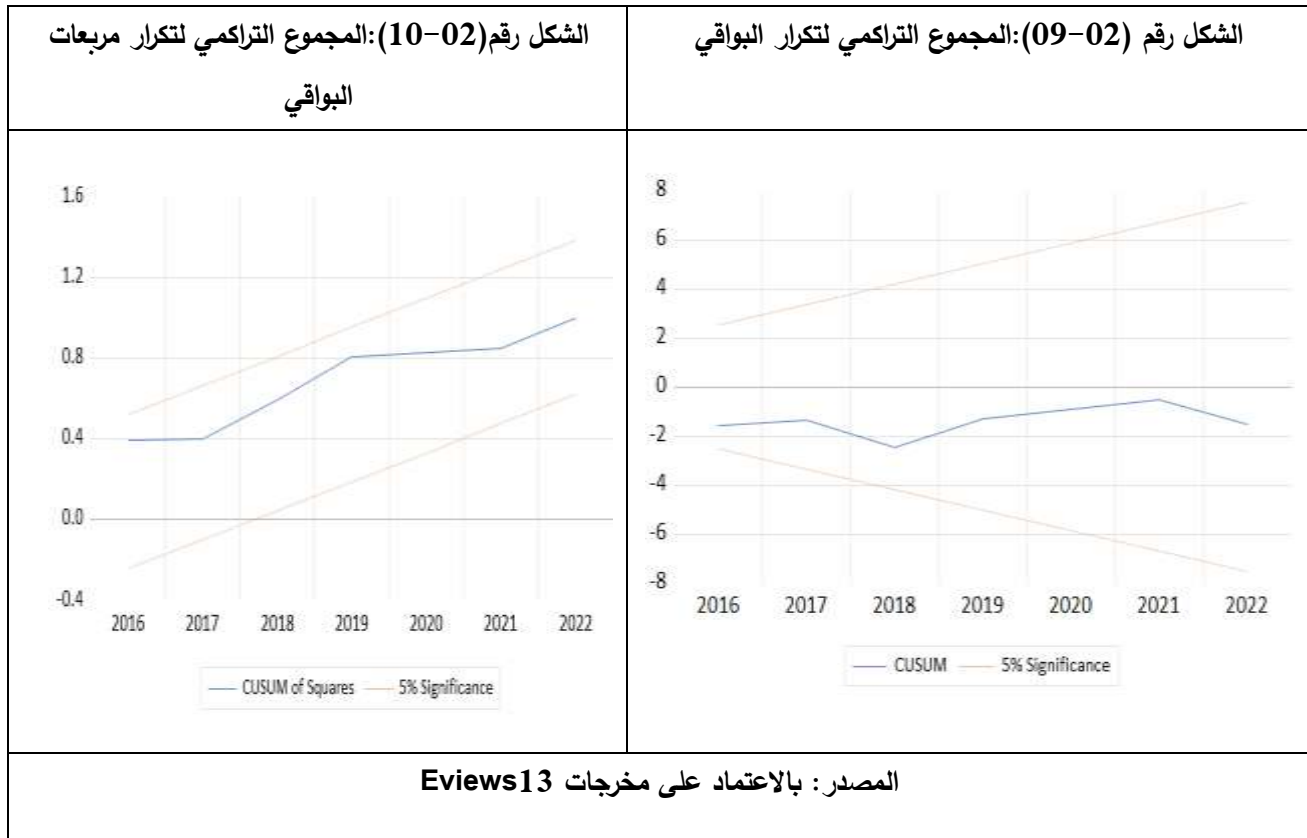 الشكل رقم (02-09):المجموع التراكمي لتكرار البواقي
الشكل رقم(02-10):المجموع التراكمي لتكرار مربعات
البواقي
8
6
4
2
0
-2
-4
-6
-8
2016 2017 2018 2019 2020 2021 2022
CUSUM 5% Significance
1.6
1.2
0.8
0.4
0.0
-0.4
2016 2017 2018 2019 2020 2021 2022
CUSUM of Squares 5% Significance
المصدر: بالاعتماد على مخرجات Eviews13